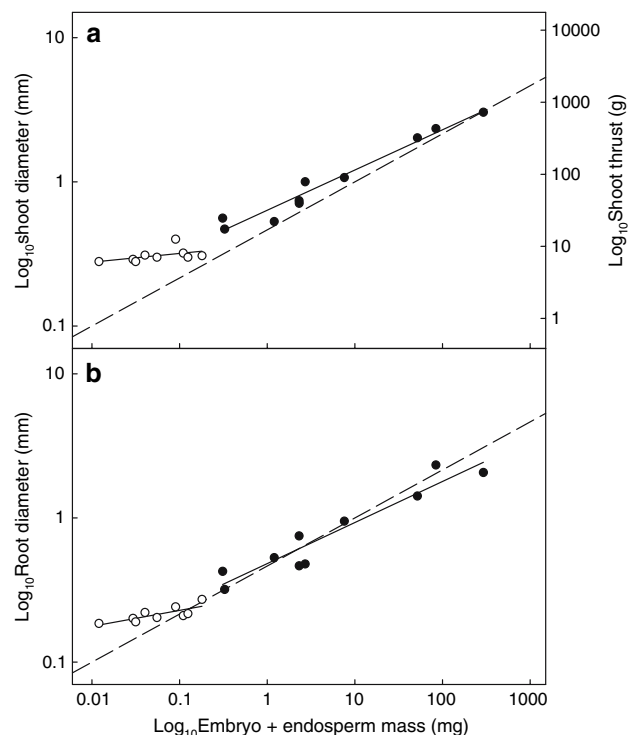 a
10
1
0.1
Log10shoot diameter (mm)
10000
1000
100
10
1
Log10Shoot thrust (g)
b
10
1
0.1
Log10Root diameter (mm)
0.01 0.1 1 10 100 1000
Log10Embryo + endosperm mass (mg)